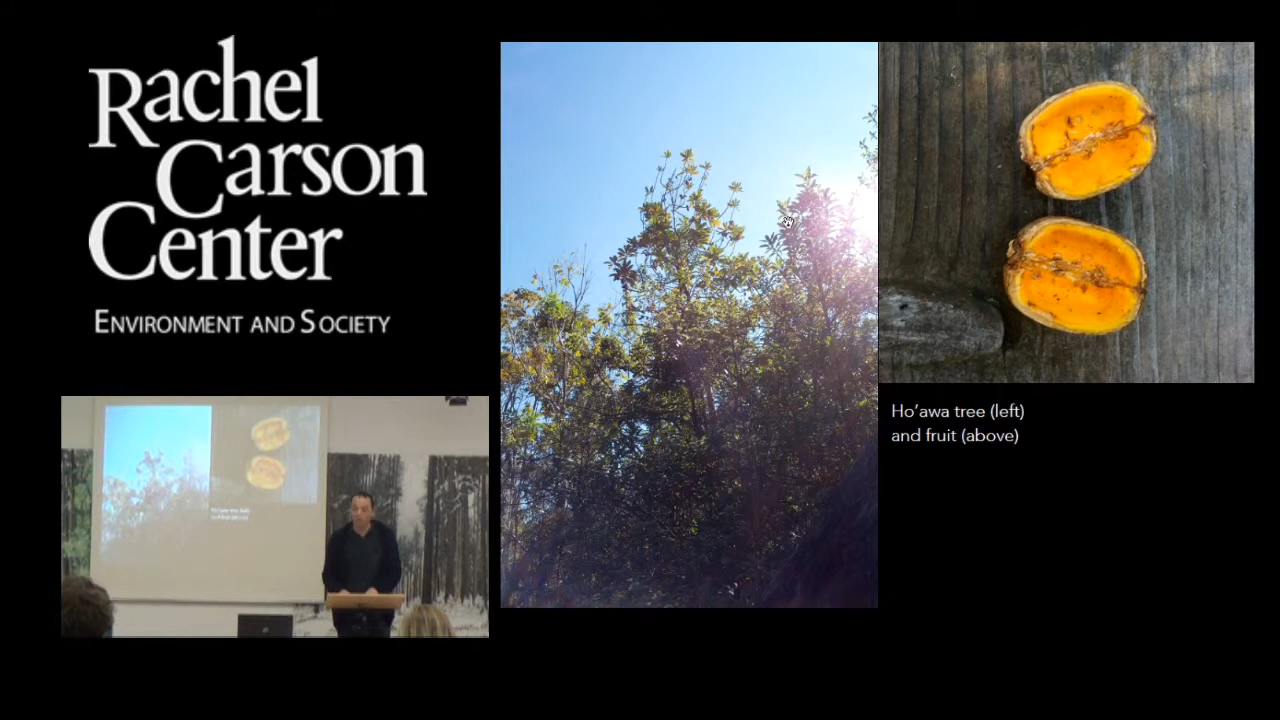 Rachel
Carson
Center
ENVIRONMENT AND SOCIETY
Ho’awa tree (left)
and fruit (above)